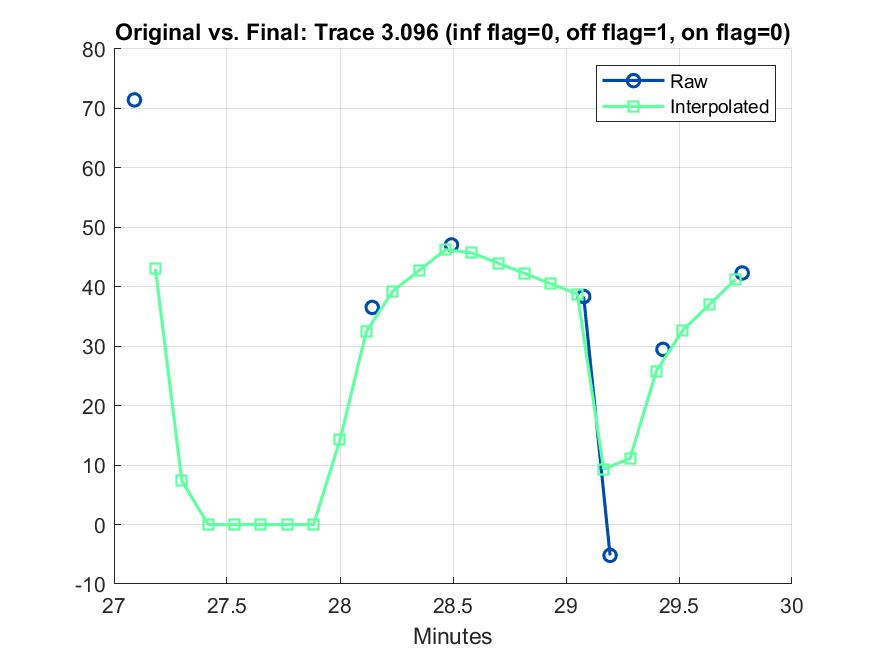 Original vs. Final: Trace 3.096 (inf flag=0, off flag=1, on flag=0)
80
70
60
50
40
30
20
10
0
-10
Raw
Interpolated
27 27.5 28 28.5 29 29.5 30
Minutes